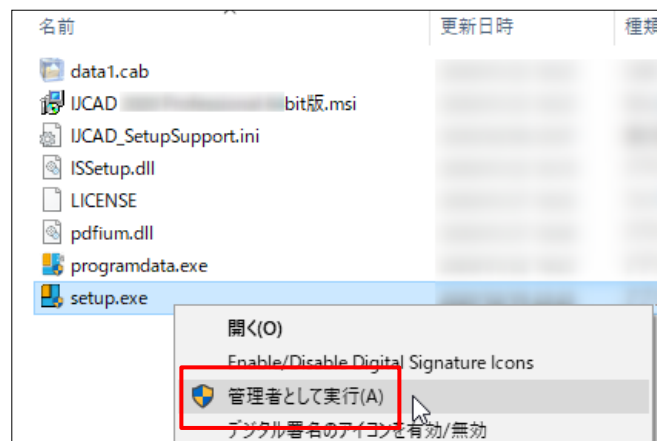 名前 更新日時 種類
data1.cab
IJCAD bit版.msi
IJCAD_SetupSupport.ini
ISSetup.dll
LICENSE
pdfium.dll
programdata.exe
setup.exe
開く(O)
Enable/Disable Digital Signature Icons
管理者として実行(A)
デジタル署名のアイコンを有効/無効